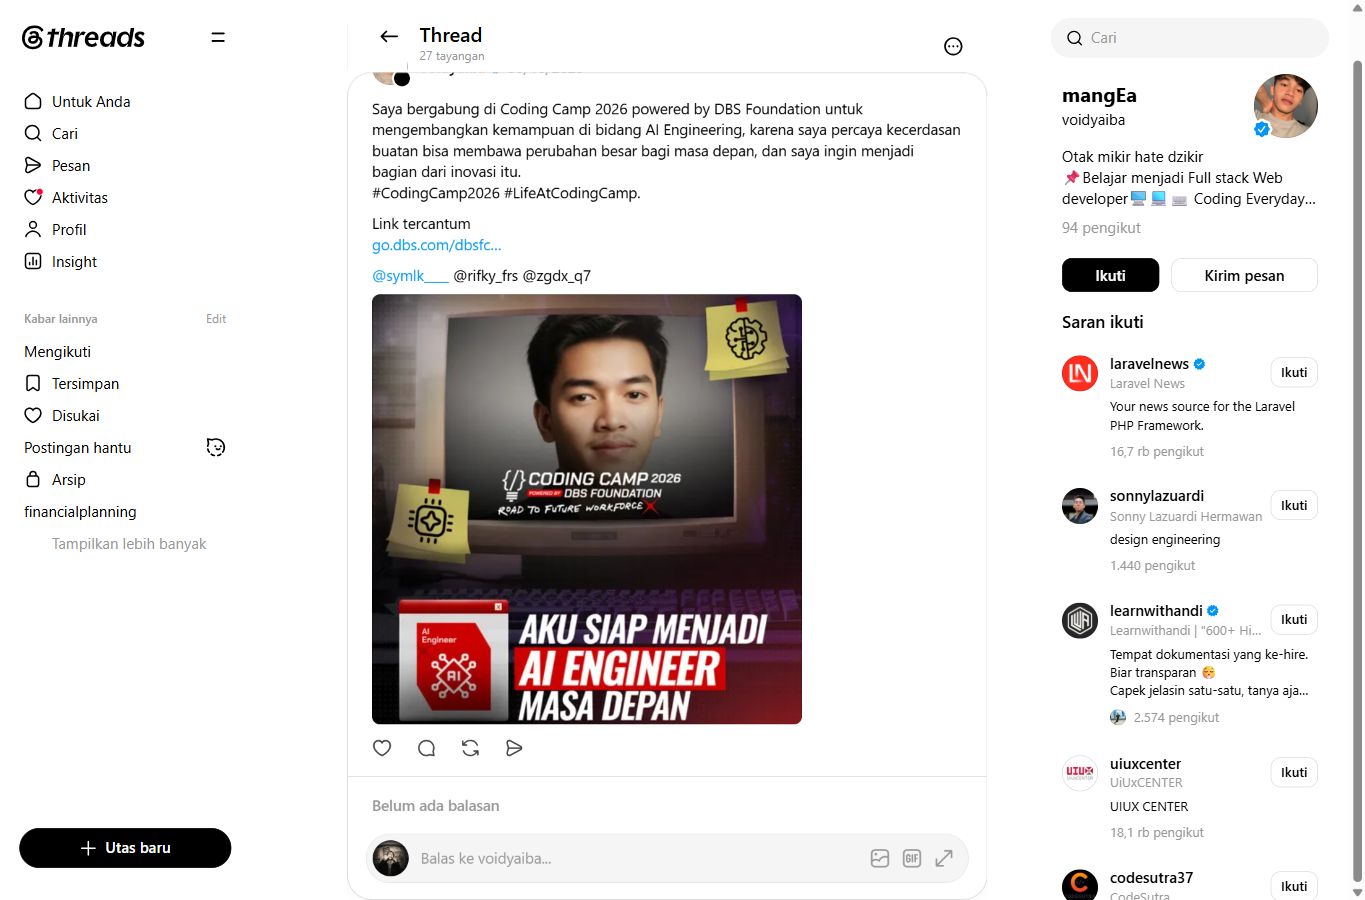 threads
Untuk Anda
Cari
Pesan
Aktivitas
Profil
Insight
Kabar lainnya
Edit
Mengikuti
Tersimpan
Disukai
Postingan hantu
Arsip
financialplanning
Tampilkan lebih banyak
Utas baru
Thread
27 tayangan
Saya bergabung di Coding Camp 2026 powered by DBS Foundation untuk
mengembangkan kemampuan di bidang AI Engineering, karena saya percaya kecerdasan
buatan bisa membawa perubahan besar bagi masa depan, dan saya ingin menjadi
bagian dari inovasi itu.
#CodingCamp2026 #LifeAtCodingCamp.
Link tercantum
go.dbs.com/dbsfc...
@symlk___ @rifky_frs @zgdx_q7
CODING CAMP 2026
POWERED BY DBS FOUNDATION
ROAD TO FUTURE WORKFORCE X
AI
Engineer
AI
AKU SIAP MENJADI
AI ENGINEER
MASA DEPAN
Belum ada balasan
Balas ke voidyaiba...
GIF
Cari
mangEa
voidyaiba
Otak mikir hate dzikir
📌Belajar menjadi Full stack Web
developer🖥️ 💻 ⌨️ Coding Everyday...
94 pengikut
Ikuti
Kirim pesan
Saran ikuti
LN
laravelnews
Laravel News
Ikuti
Your news source for the Laravel
PHP Framework.
16,7 rb pengikut
sonnylazuardi
Sonny Lazuardi Hermawan
Ikuti
design engineering
1.440 pengikut
learnwithandi
Learnwithandi | "600+ Hi...
Ikuti
Tempat dokumentasi yang ke-hire.
Biar transparan 🥳
Capek jelasin satu-satu, tanya aja...
2.574 pengikut
UIUX
uiuxcenter
UiUxCENTER
Ikuti
UIUX CENTER
18,1 rb pengikut
codesutra37
CodeSutra
Ikuti